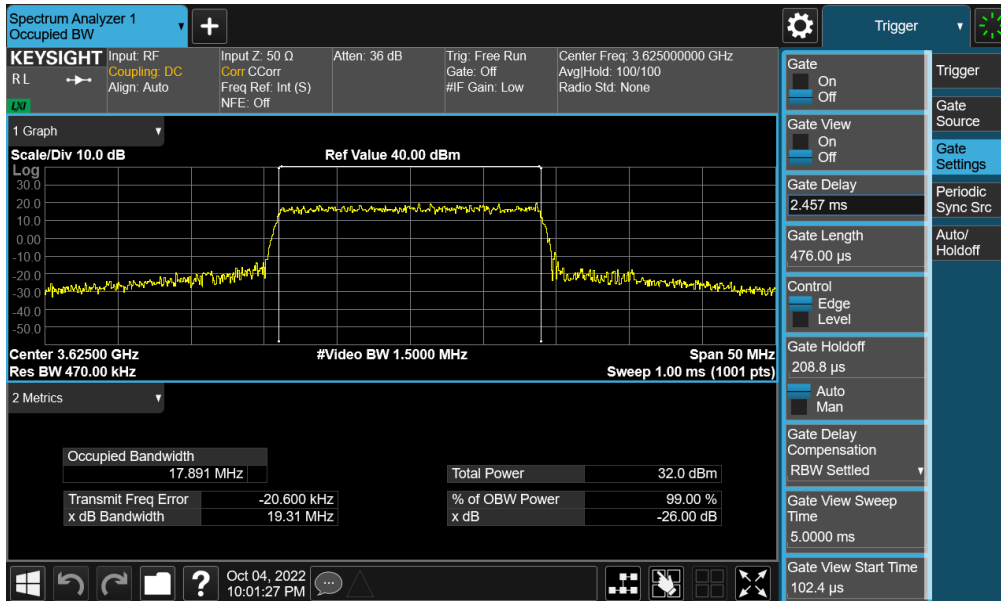 Spectrum Analyzer 1
Occupied BW
+
Trigger
KEYSIGHT
R L
LXI
Input: RF
Coupling: DC
Align: Auto
Input Z: 50 Ω
Corr CCorr
Freq Ref: Int (S)
NFE: Off
Atten: 36 dB
Trig: Free Run
Gate: Off
#IF Gain: Low
Center Freq: 3.625000000 GHz
Avg|Hold: 100/100
Radio Std: None
1 Graph
Scale/Div 10.0 dB
Ref Value 40.00 dBm
Log
30.0
20.0
10.0
0.00
-10.0
-20.0
-30.0
-40.0
-50.0
Center 3.62500 GHz
#Video BW 1.5000 MHz
Span 50 MHz
Res BW 470.00 kHz
Sweep 1.00 ms (1001 pts)
2 Metrics
Occupied Bandwidth
17.891 MHz
Total Power 32.0 dBm
Transmit Freq Error -20.600 kHz
% of OBW Power 99.00 %
x dB Bandwidth 19.31 MHz
x dB -26.00 dB
?
Oct 04, 2022
10:01:27 PM
Gate
On
Off
Gate View
On
Off
Gate Delay
2.457 ms
Gate Length
476.00 µs
Control
Edge
Level
Gate Holdoff
208.8 µs
Auto
Man
Gate Delay
Compensation
RBW Settled
Gate View Sweep
Time
5.0000 ms
Gate View Start Time
102.4 µs
Trigger
Gate
Source
Gate
Settings
Periodic
Sync Src
Auto/
Holdoff